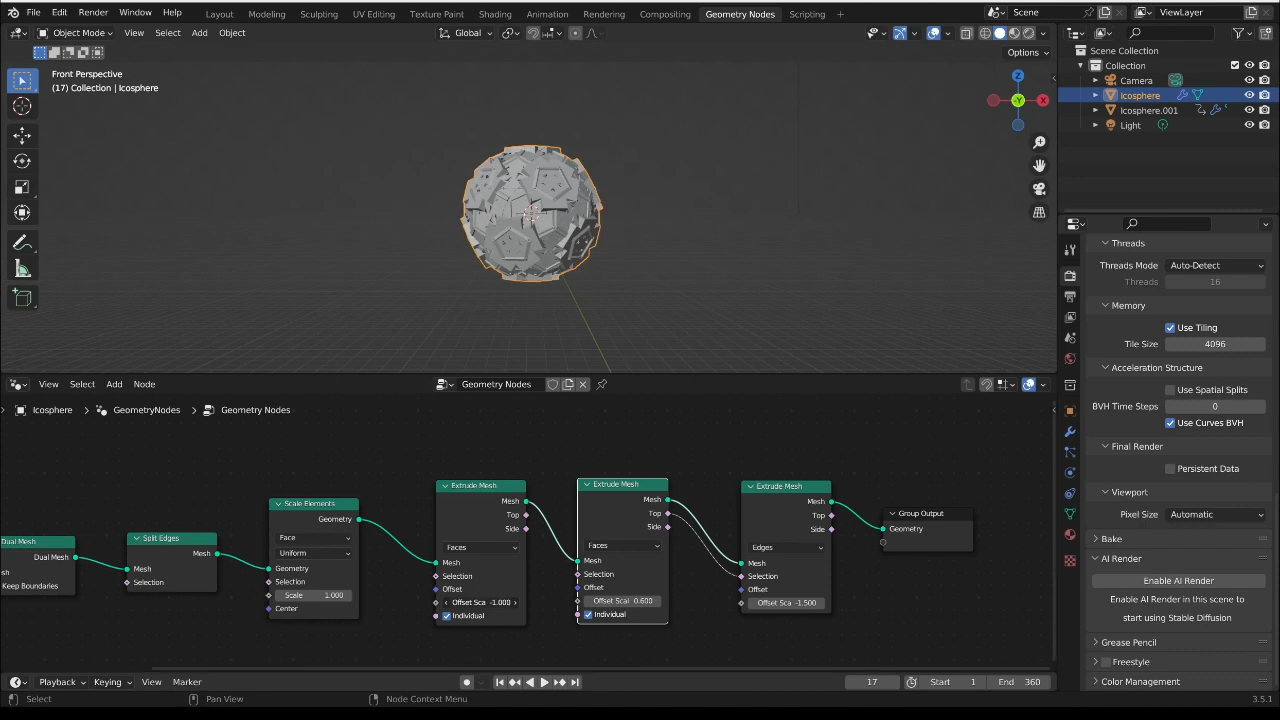 File Edit Render Window Help Layout Modeling Sculpting UV Editing Texture Paint Shading Animation Rendering Compositing Geometry Nodes Scripting + Scene ViewLayer
Object Mode View Select Add Object Global
Options
Front Perspective
(17) Collection | Icosphere
Z
-Y
X
Scene Collection
Collection
Camera
Icosphere
Icosphere.001
Light
Threads
Threads Mode Auto-Detect
Threads 16
Memory
Use Tiling
Tile Size 4096
Acceleration Structure
Use Spatial Splits
BVH Time Steps 0
Use Curves BVH
Final Render
Persistent Data
Viewport
Pixel Size Automatic
Bake
AI Render
Enable AI Render
Enable AI Render in this scene to
start using Stable Diffusion
Grease Pencil
Freestyle
Color Management
View Select Add Node Geometry Nodes
Icosphere > GeometryNodes > Geometry Nodes
Dual Mesh
Dual Mesh
Keep Boundaries
Split Edges
Mesh
Mesh
Selection
Scale Elements
Geometry
Face
Uniform
Geometry
Selection
Scale 1.000
Center
Extrude Mesh
Mesh
Top
Side
Faces
Mesh
Selection
Offset
Offset Sca -1.000
Individual
Extrude Mesh
Mesh
Top
Side
Faces
Mesh
Selection
Offset
Offset Scal 0.600
Individual
Extrude Mesh
Mesh
Top
Side
Edges
Mesh
Selection
Offset
Offset Sca -1.500
Group Output
Geometry
Playback Keying View Marker 17 Start 1 End 360
Select Pan View Node Context Menu 3.5.1